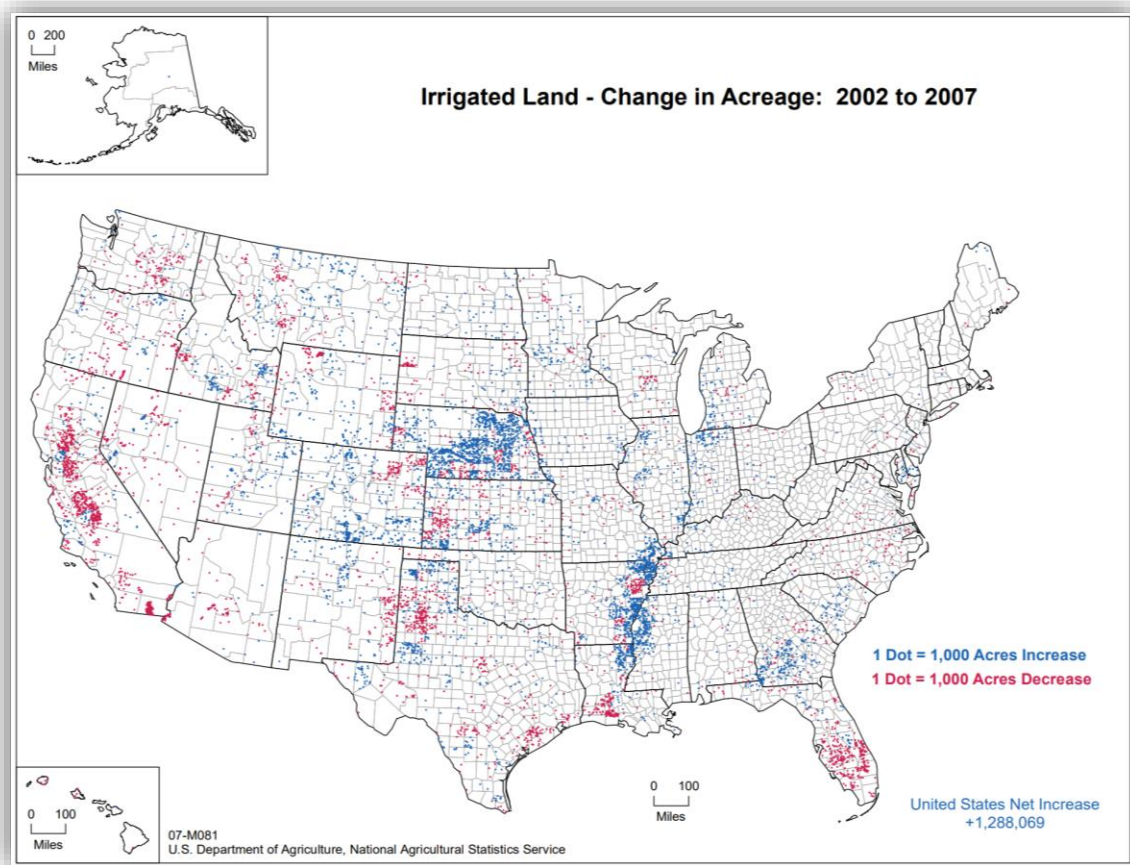 0 200
Miles
Irrigated Land - Change in Acreage: 2002 to 2007
1 Dot = 1,000 Acres Increase
1 Dot = 1,000 Acres Decrease
0 100
Miles
0 100
Miles
United States Net Increase
+1,288,069
07-M081
U.S. Department of Agriculture, National Agricultural Statistics Service